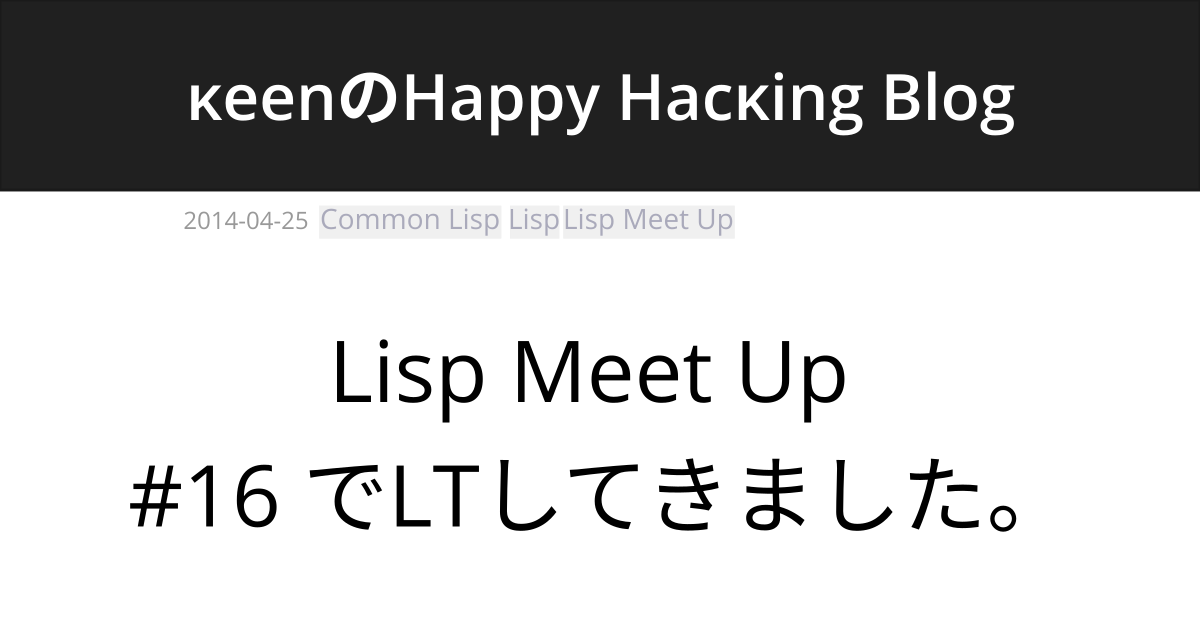 κeenのHappy Hacκing Blog
2014-04-25 Common Lisp Lisp Lisp Meet Up
Lisp Meet Up
#16 でLTしてきました。